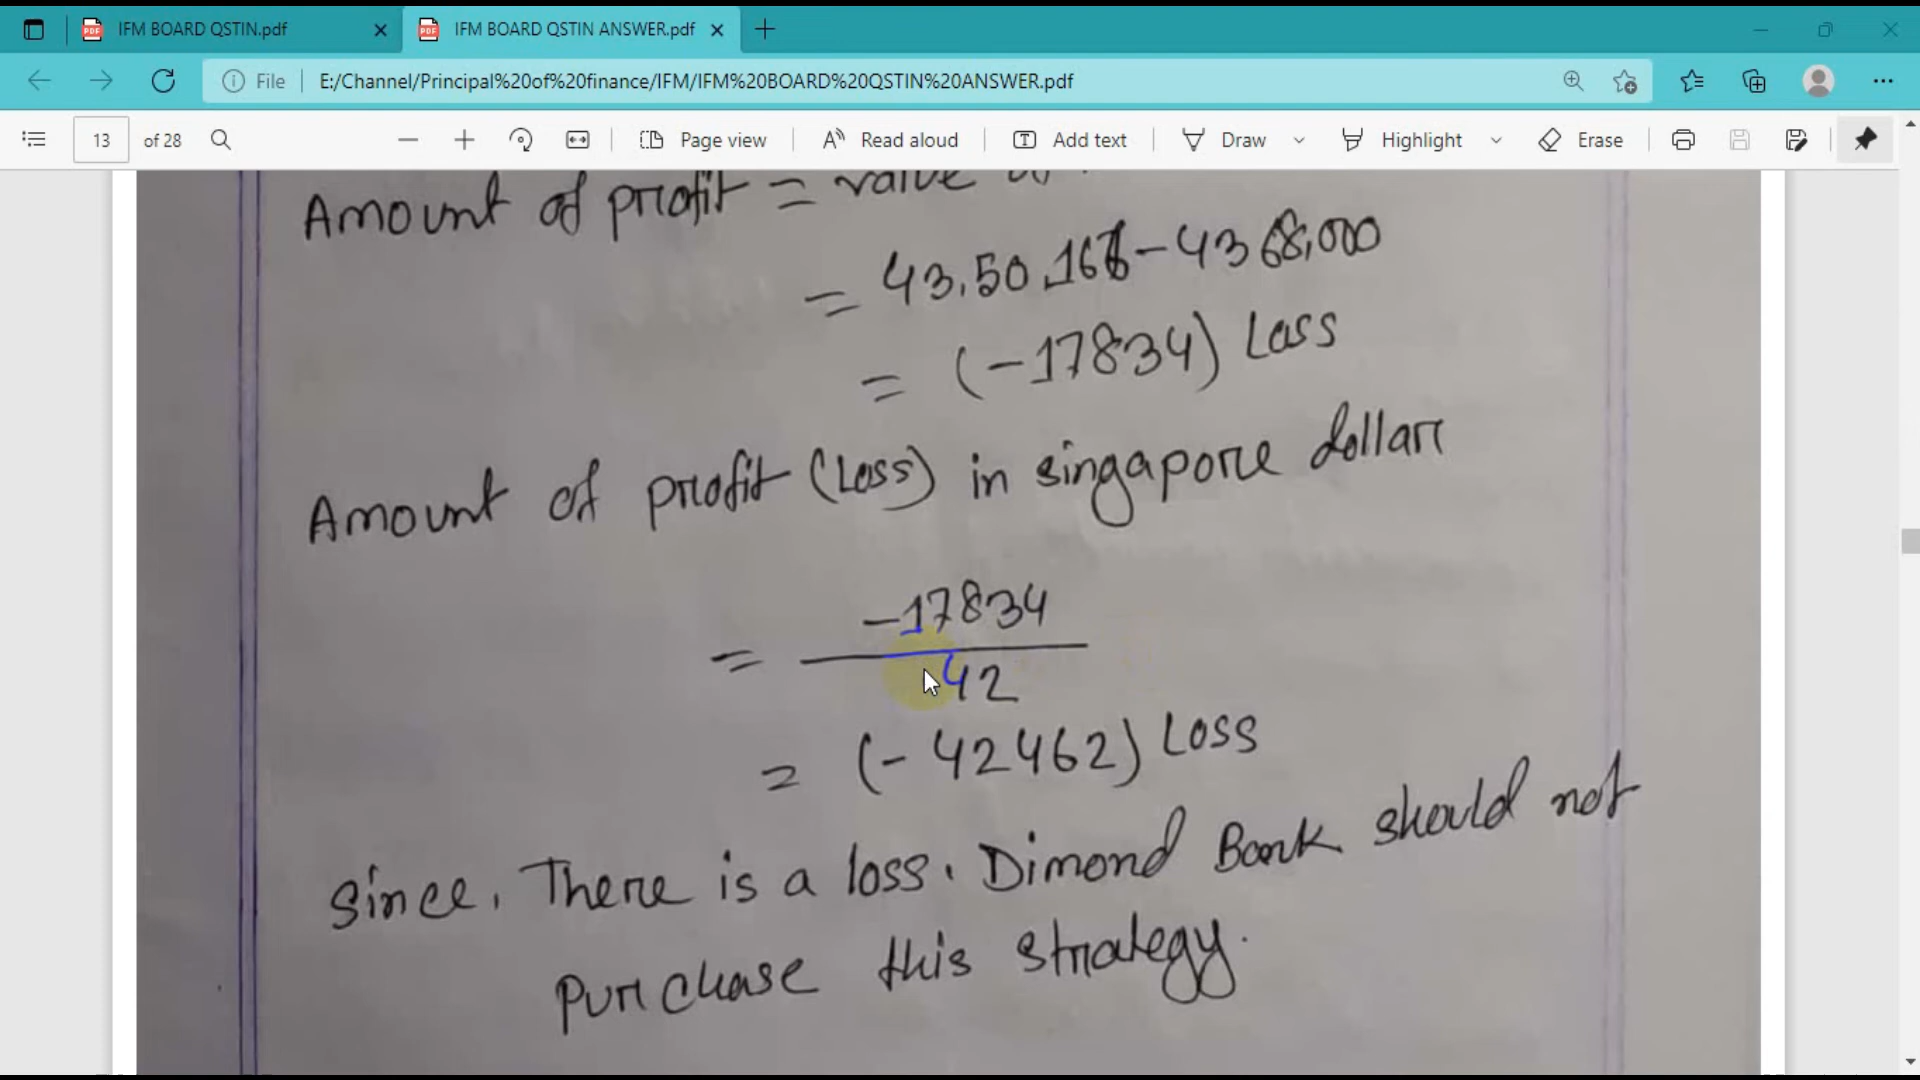 IFM BOARD QSTIN.pdf
IFM BOARD QSTIN ANSWER.pdf
File
E:/Channel/Principal%20of%20finance/IFM/IFM%20BOARD%20QSTIN%20ANSWER.pdf
13 of 28
Page view
Read aloud
Add text
Draw
Highlight
Erase
Amount of profit = value
= 43,50,166 - 4368,000
= (-17834) Loss
Amount of profit (Loss) in singapore dollar
= -17834
42
= (-42462) Loss
since, There is a loss. Dimond Bank should not
purchase this strategy.